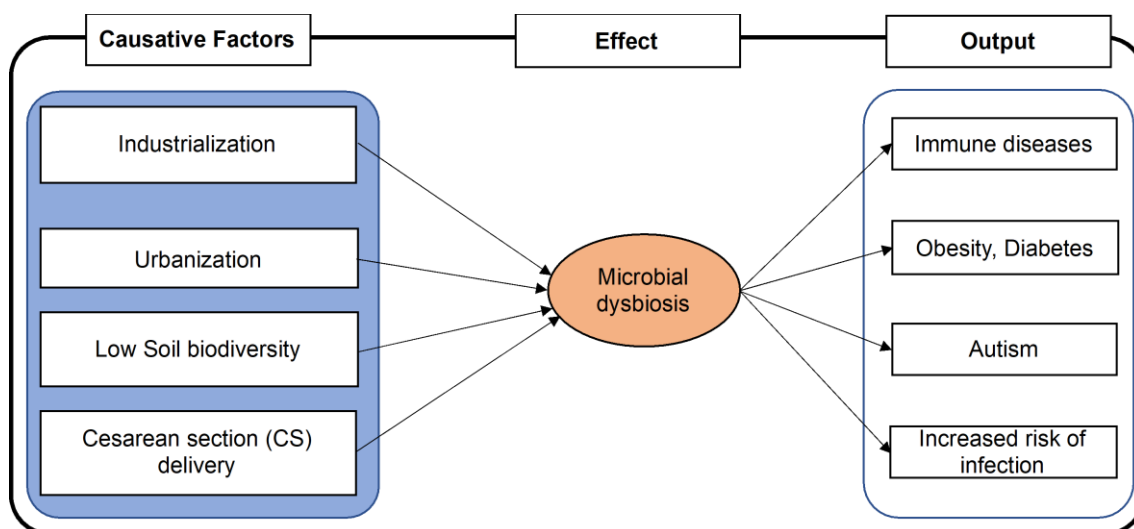 Causative Factors
Effect
Output
Industrialization
Urbanization
Low Soil biodiversity
Cesarean section (CS)
delivery
Microbial
dysbiosis
Immune diseases
Obesity, Diabetes
Autism
Increased risk of
infection